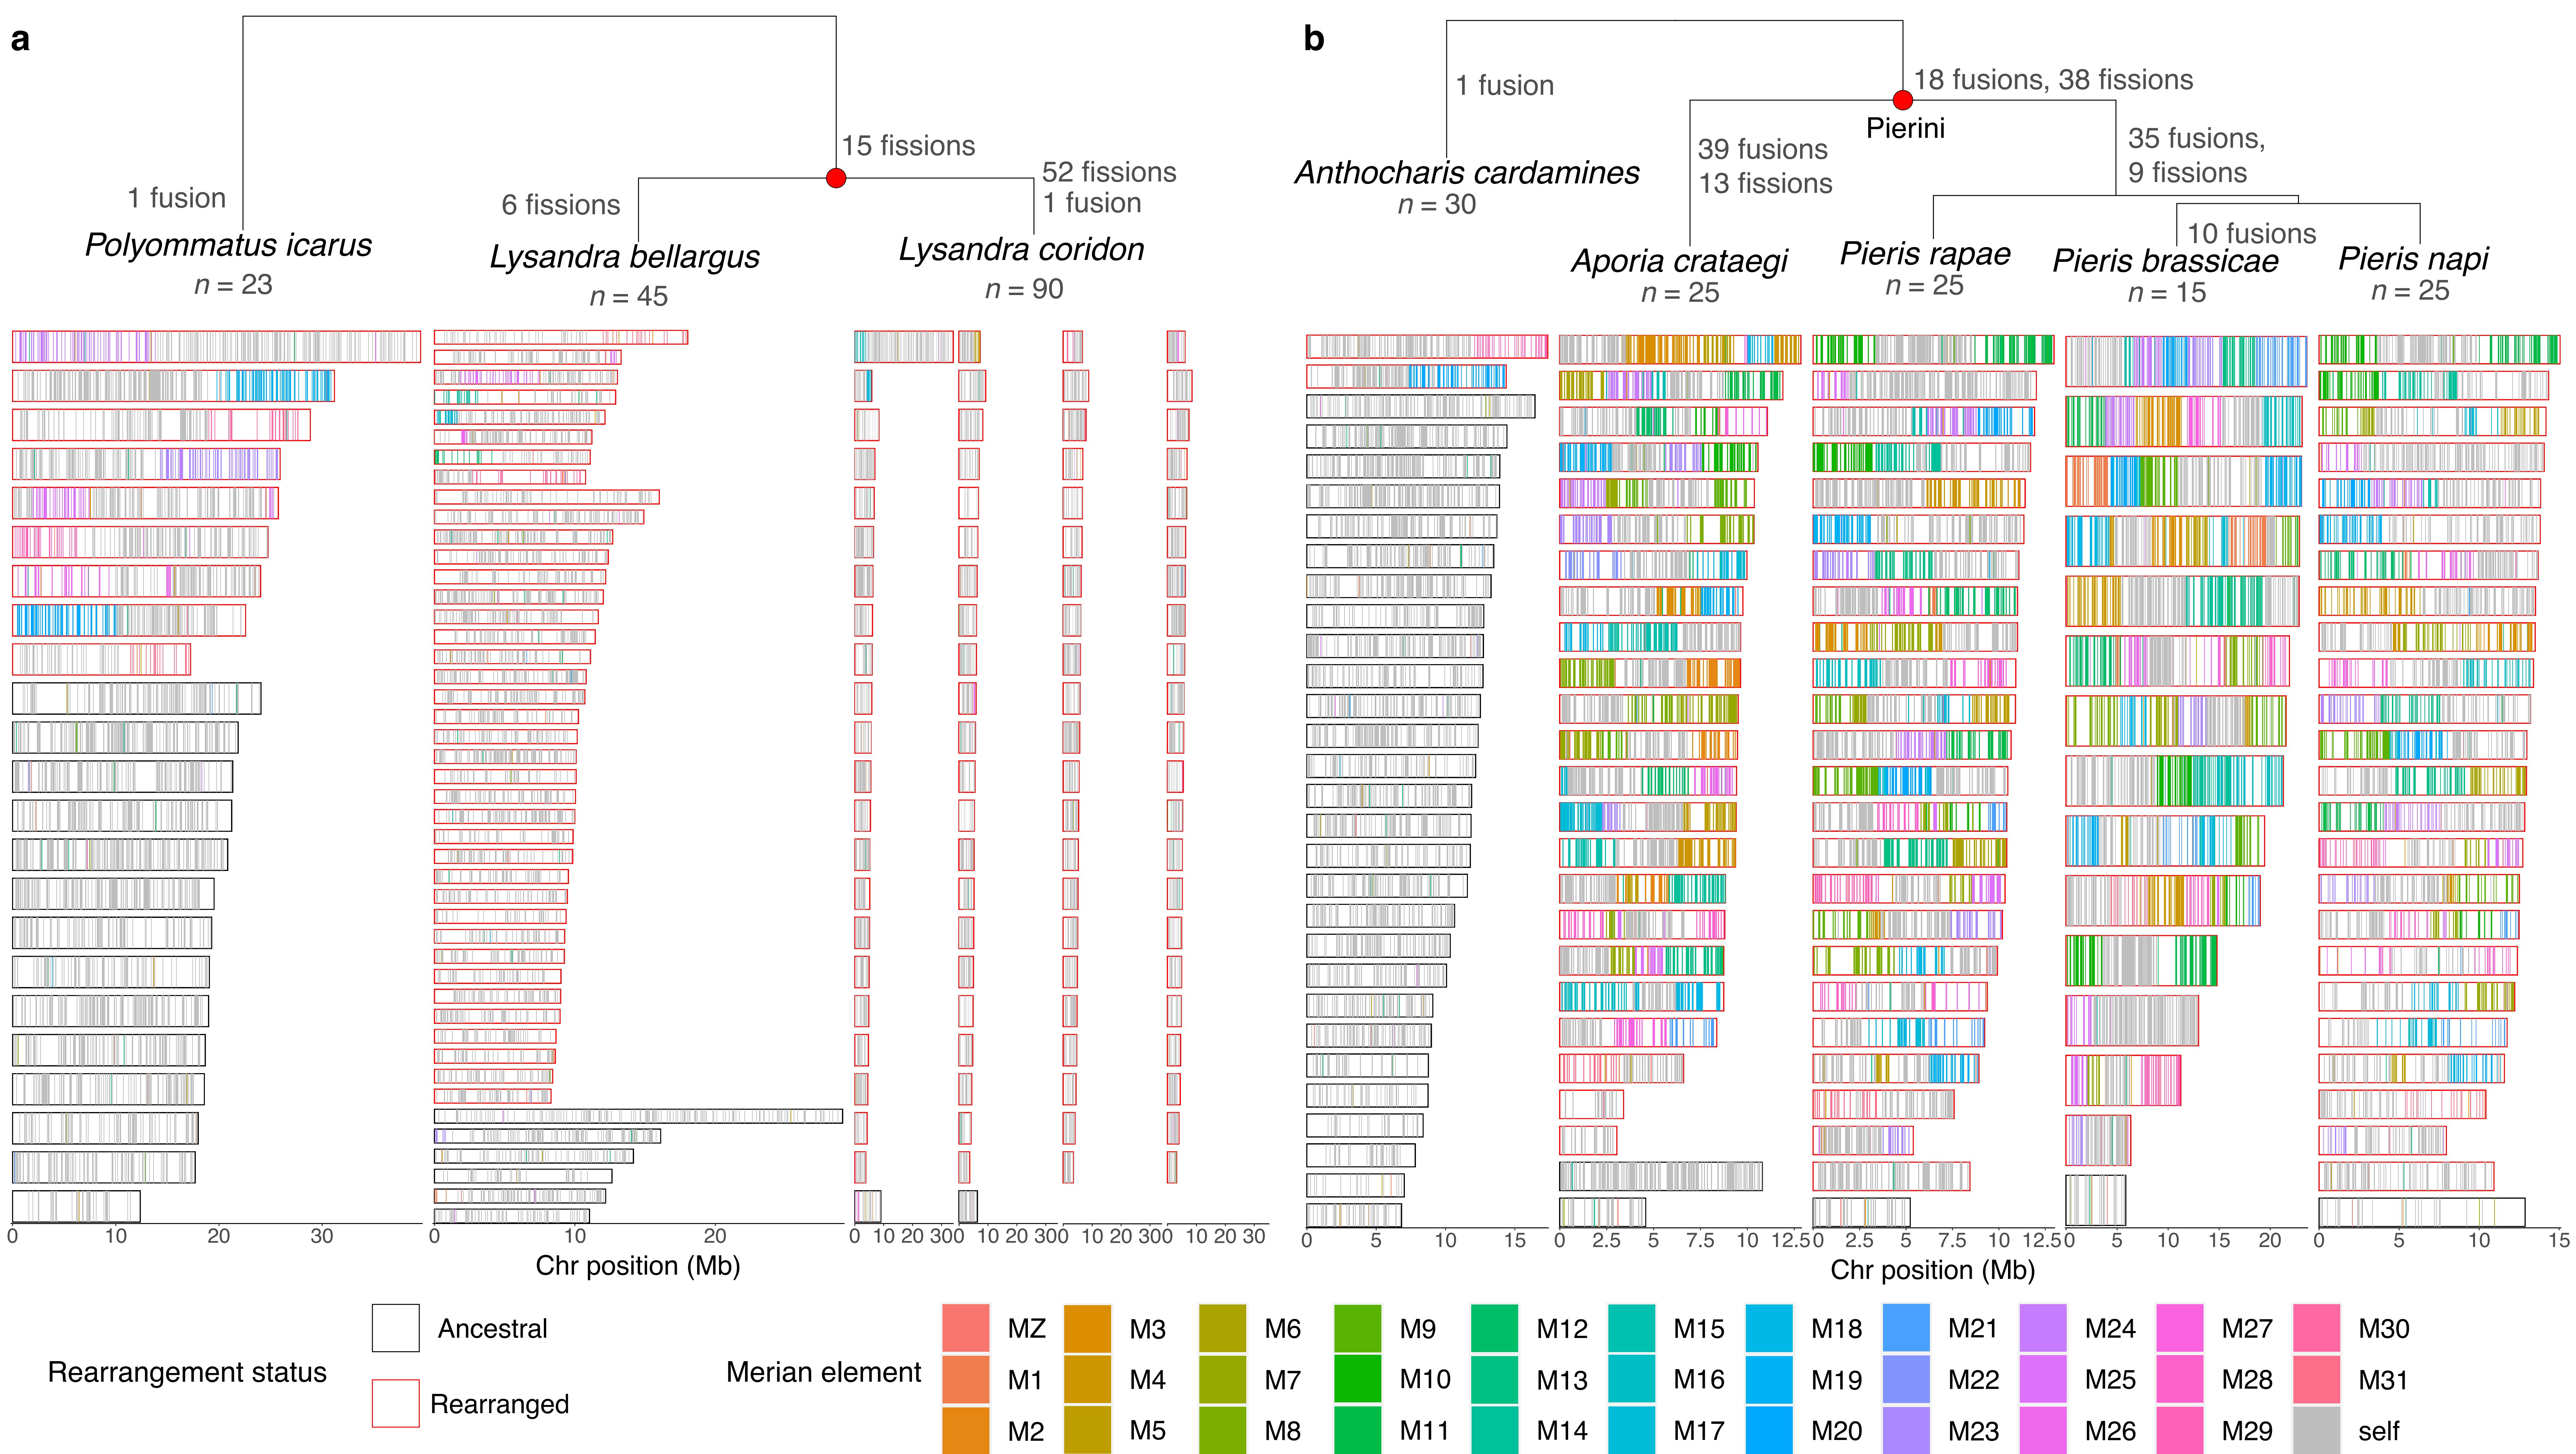 a
15 fissions
52 fissions
1 fusion
1 fusion
6 fissions
Polyommatus icarus
n = 23
Lysandra bellargus
n = 45
Lysandra coridon
n = 90
0 10 20 30
0 10 20
0 10 20 30
0 10 20 30
0 10 20 30
0 10 20 30
Chr position (Mb)
b
1 fusion
18 fusions, 38 fissions
Pierini
39 fusions
13 fissions
35 fusions,
9 fissions
10 fusions
Anthocharis cardamines
n = 30
Aporia crataegi
n = 25
Pieris rapae
n = 25
Pieris brassicae
n = 15
Pieris napi
n = 25
0 5 10 15
0 2.5 5 7.5 10 12.5
0 2.5 5 7.5 10 12.5
0 5 10 15 20
0 5 10 15
Chr position (Mb)
Rearrangement status
Ancestral
Rearranged
Merian element
MZ M3 M6 M9 M12 M15 M18 M21 M24 M27 M30
M1 M4 M7 M10 M13 M16 M19 M22 M25 M28 M31
M2 M5 M8 M11 M14 M17 M20 M23 M26 M29 self